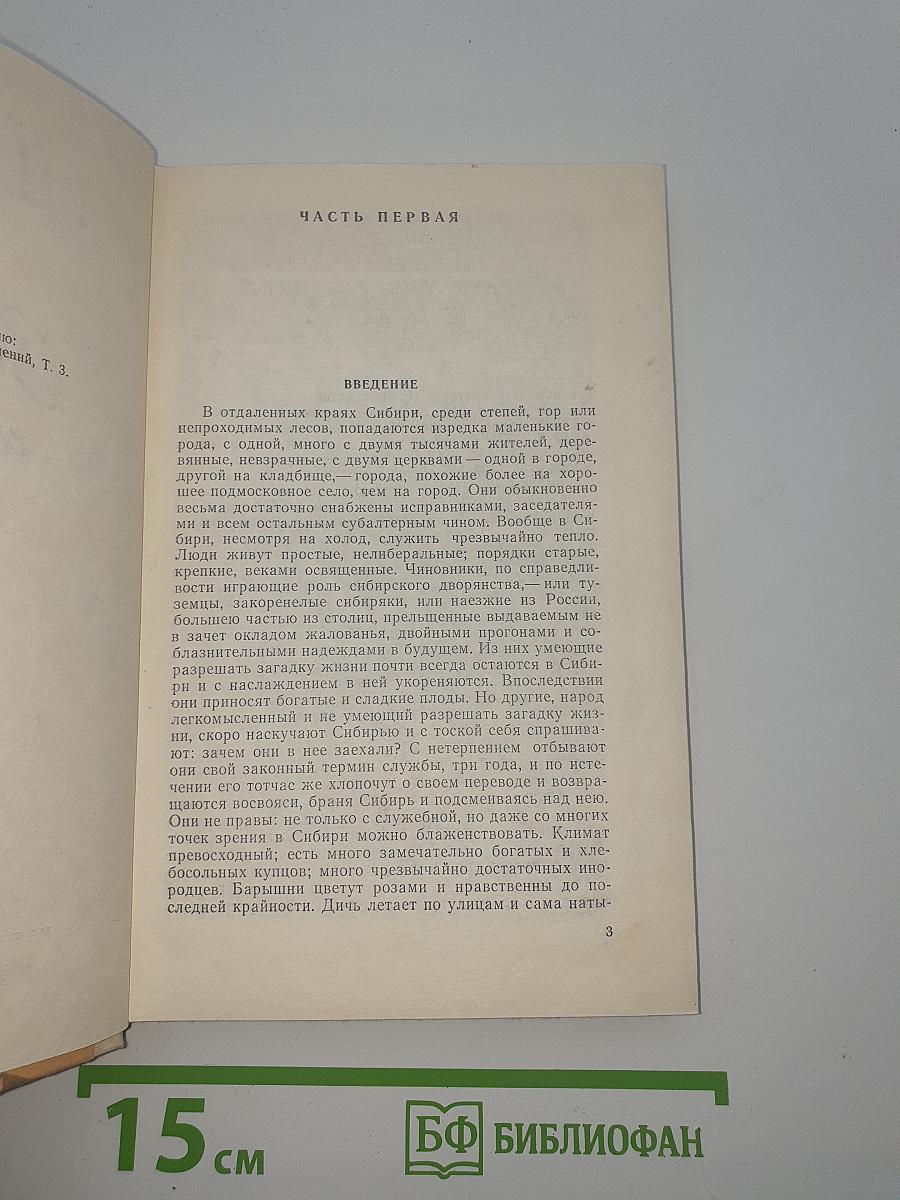 ю:
ений, Т. 3.
ЧАСТЬ ПЕРВАЯ
ВВЕДЕНИЕ
В отдаленных краях Сибири, среди степей, гор или
непроходимых лесов, попадаются изредка маленькие го-
рода, с одной, много с двумя тысячами жителей, дере-
вянные, невзрачные, с двумя церквами — одной в городе,
другой на кладбище,— города, похожие более на хоро-
шее подмосковное село, чем на город. Они обыкновенно
весьма достаточно снабжены исправниками, заседателя-
ми и всем остальным субалтерным чином. Вообще в Си-
бири, несмотря на холод, служить чрезвычайно тепло.
Люди живут простые, нелиберальные; порядки старые,
крепкие, веками освященные. Чиновники, по справедли-
вости играющие роль сибирского дворянства,— или ту-
земцы, закоренелые сибиряки, или наезжие из России,
большею частью из столиц, прельщенные выдаваемым не
в зачет окладом жалованья, двойными прогонами и со-
блазнительными надеждами в будущем. Из них умеющие
разрешать загадку жизни почти всегда остаются в Сиби-
ри и с наслаждением в ней укореняются. Впоследствии
они приносят богатые и сладкие плоды. Но другие, народ
легкомысленный и не умеющий разрешать загадку жиз-
ни, скоро наскучают Сибирью и с тоской себя спрашива-
ют: зачем они в нее заехали? С нетерпением отбывают
они свой законный термин службы, три года, и по исте-
чении его тотчас же хлопочут о своем переводе и возвра-
щаются восвояси, браня Сибирь и подсмеиваясь над нею.
Они не правы: не только с служебной, но даже со многих
точек зрения в Сибири можно блаженствовать. Климат
превосходный; есть много замечательно богатых и хле-
босольных купцов; много чрезвычайно достаточных ино-
родцев. Барышни цветут розами и нравственны до по-
следней крайности. Дичь летает по улицам и сама наты-
3
15 см
БФ БИБЛИОФАН